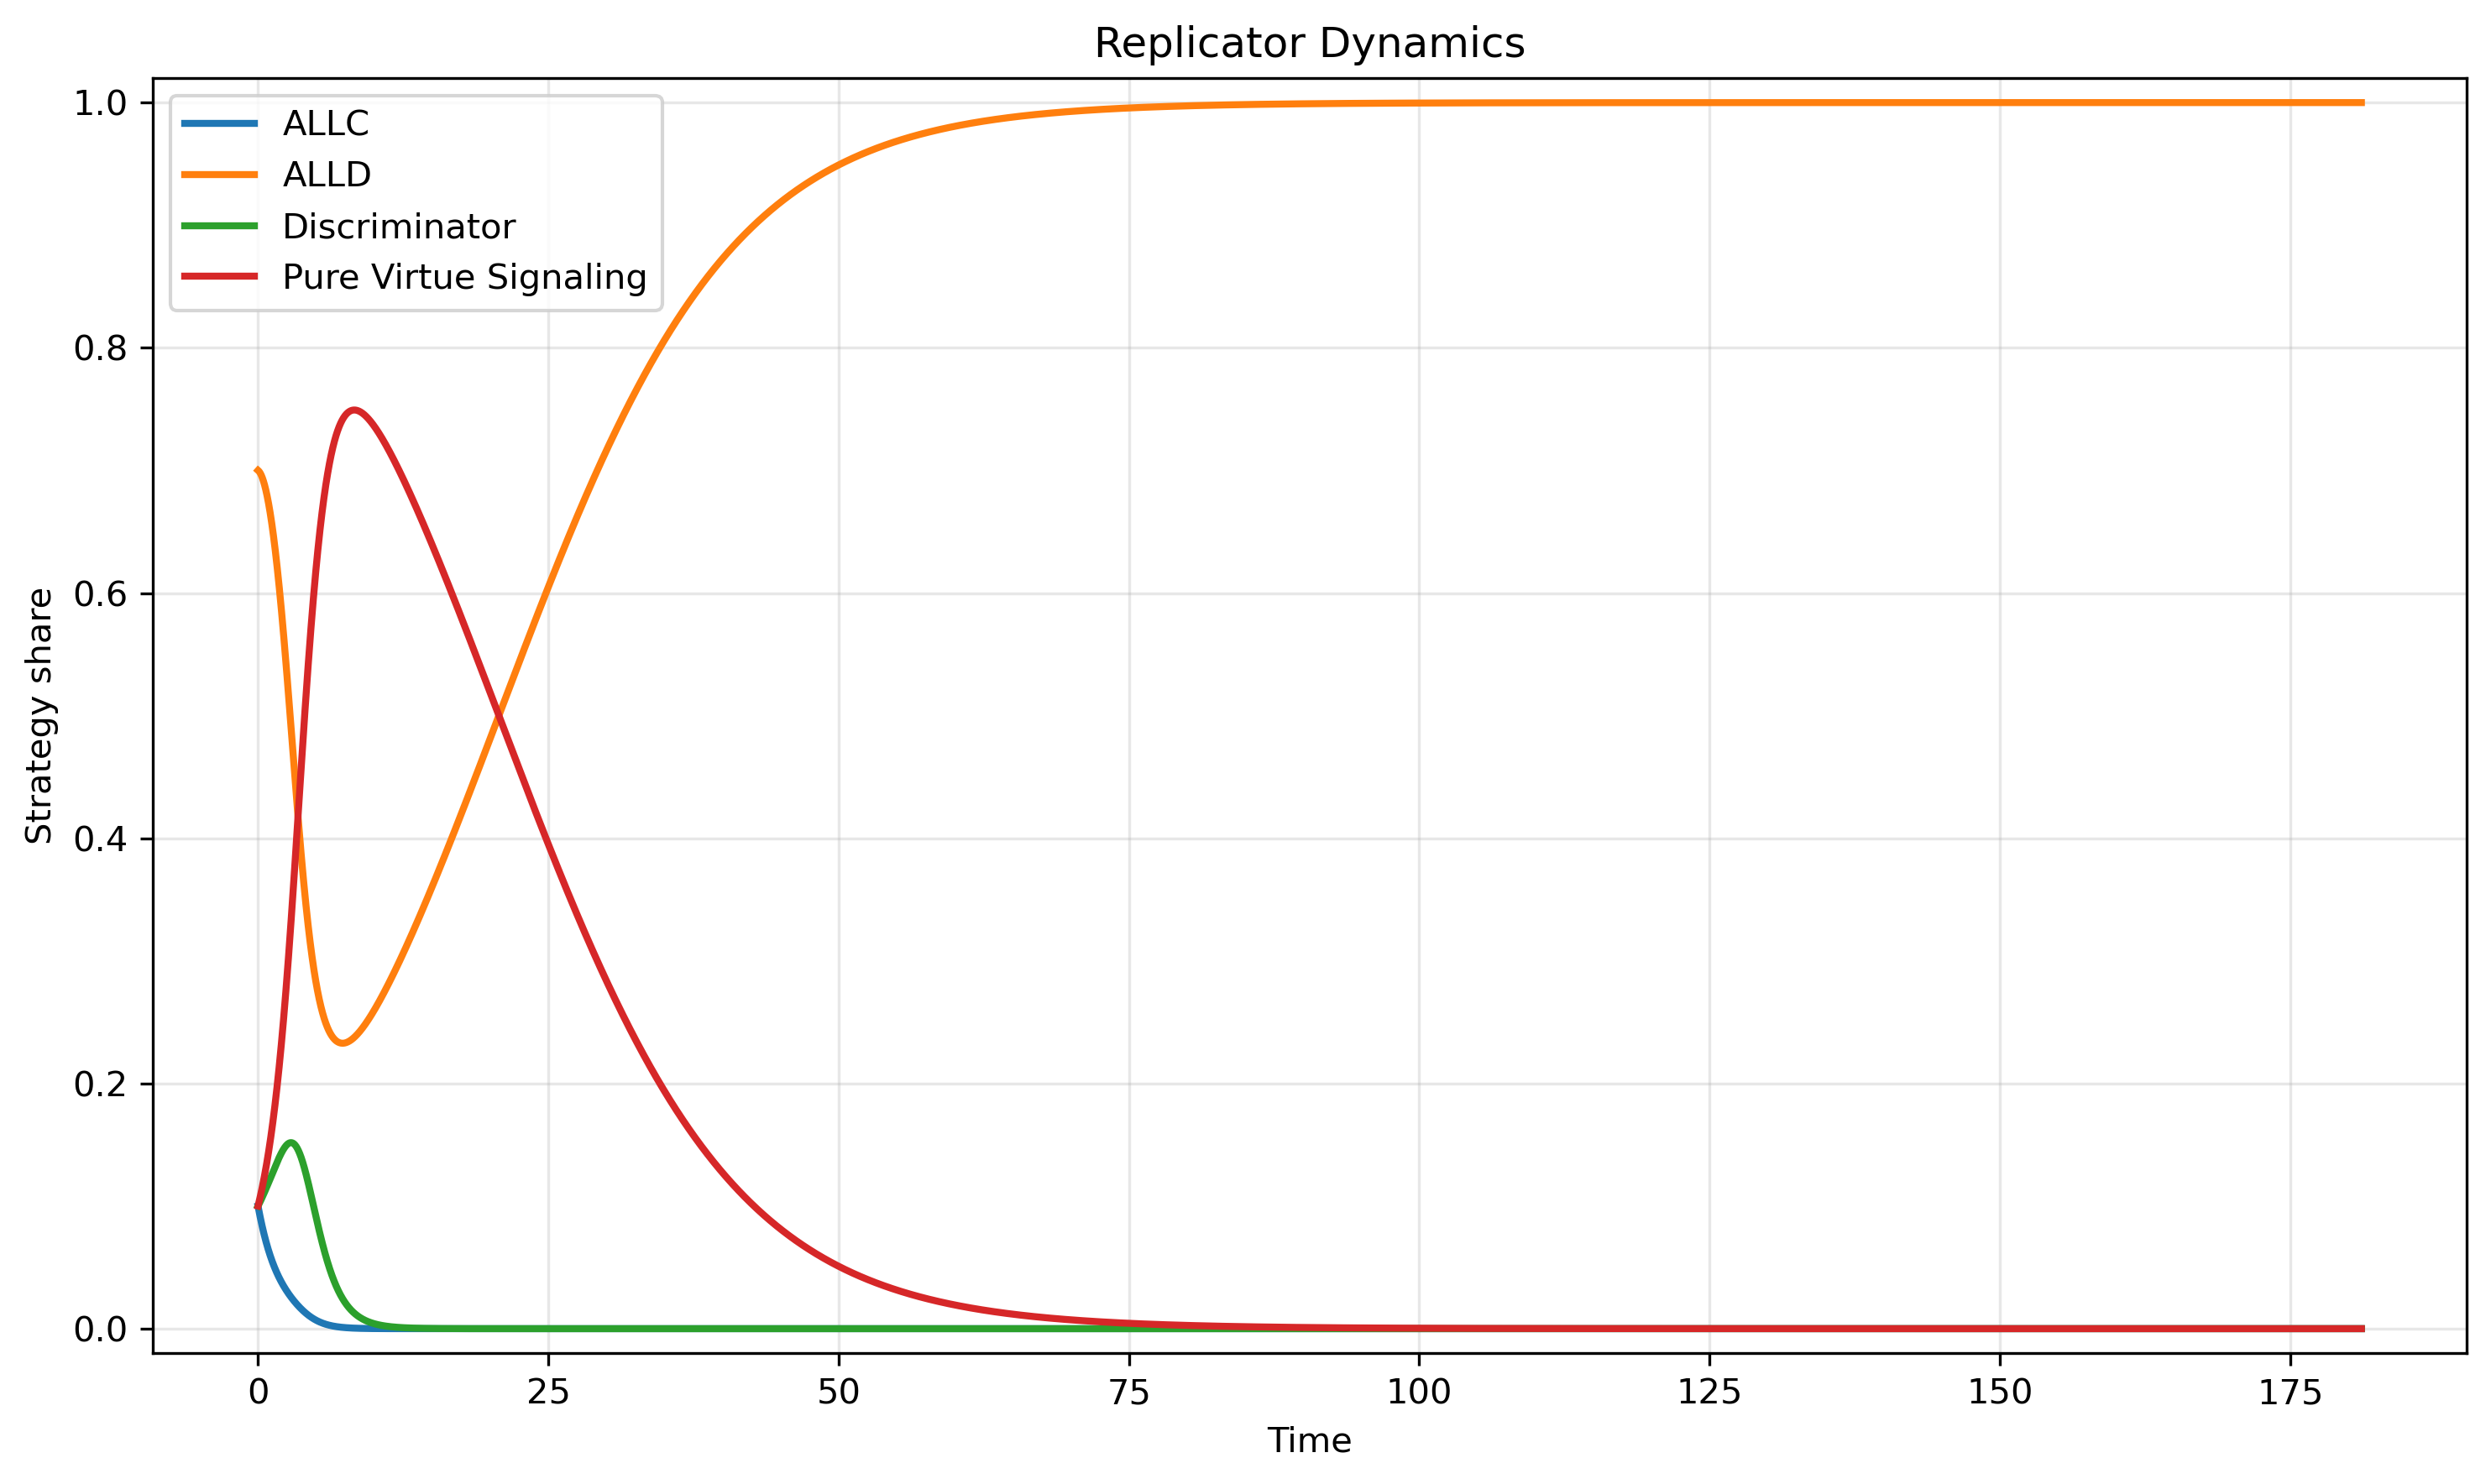 Replicator Dynamics
ALLC
ALLD
Discriminator
Pure Virtue Signaling
Strategy share
1.0
0.8
0.6
0.4
0.2
0.0
0 25 50 75 100 125 150 175
Time